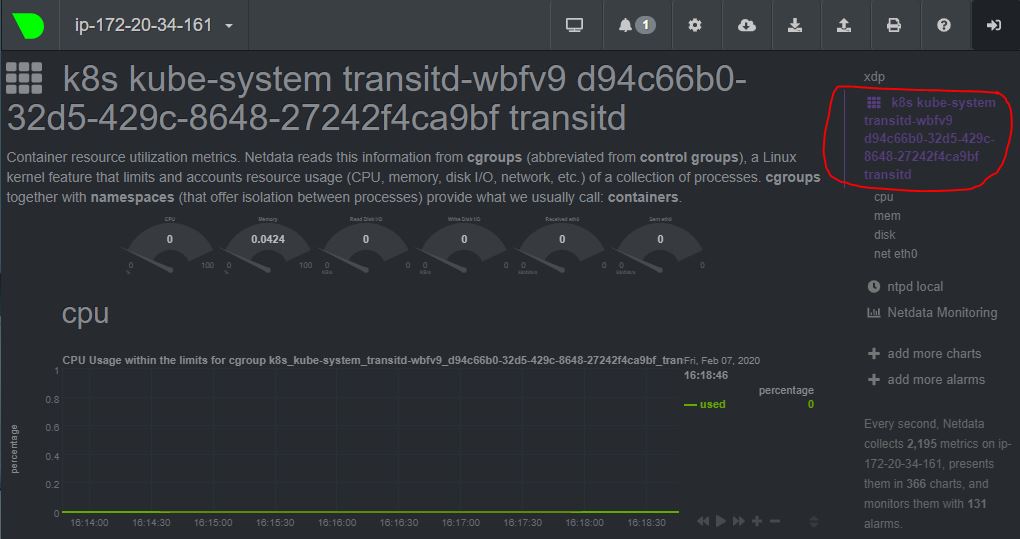 ip-172-20-34-161
1
k8s kube-system transitd-wbfv9 d94c66b0-
32d5-429c-8648-27242f4ca9bf transitd
Container resource utilization metrics. Netdata reads this information from cgroups (abbreviated from control groups), a Linux
kernel feature that limits and accounts resource usage (CPU, memory, disk I/O, network, etc.) of a collection of processes. cgroups
together with namespaces (that offer isolation between processes) provide what we usually call: containers.
CPU
0
0 100
%
Memory
0.0424
0 100
%
Read Disk I/O
0
0 0
KB/s
Write Disk I/O
0
0 0
KB/s
Received eth0
0
0 0
kilobits/s
Sent eth0
0
0 0
kilobits/s
cpu
CPU Usage within the limits for cgroup k8s_kube-system_transitd-wbfv9_d94c66b0-32d5-429c-8648-27242f4ca9bf_tran
Fri, Feb 07, 2020
16:18:46
percentage
used 0
percentage
1
0.8
0.6
0.4
0.2
0
16:14:00 16:14:30 16:15:00 16:15:30 16:16:00 16:16:30 16:17:00 16:17:30 16:18:00 16:18:30
xdp
k8s kube-system
transitd-wbfv9
d94c66b0-32d5-429c-
8648-27242f4ca9bf
transitd
cpu
mem
disk
net eth0
ntpd local
Netdata Monitoring
add more charts
add more alarms
Every second, Netdata
collects 2,195 metrics on ip-
172-20-34-161, presents
them in 366 charts, and
monitors them with 131
alarms.